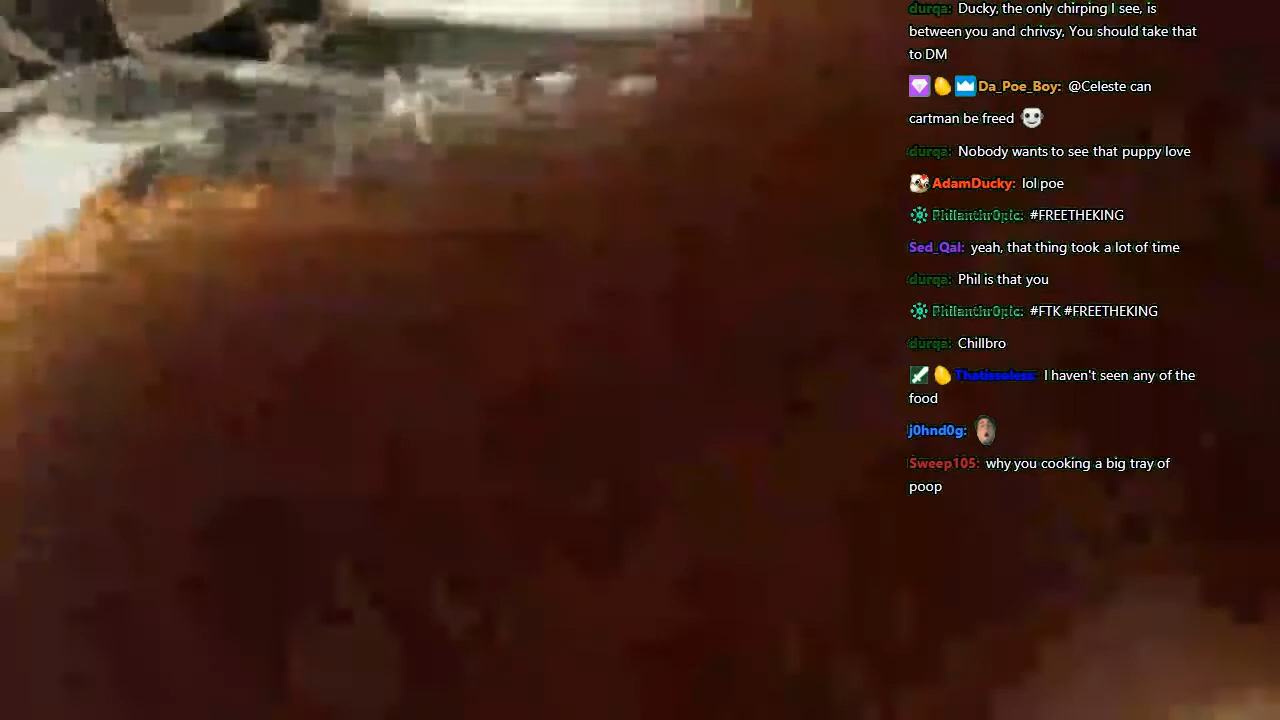 durqa: Ducky, the only chirping I see, is
between you and chrivsy, You should take that
to DM
Da_Poe_Boy: @Celeste can
cartman be freed
durqa: Nobody wants to see that puppy love
AdamDucky: lol poe
Philanthr0pic: #FREETHEKING
Sed_Qal: yeah, that thing took a lot of time
durqa: Phil is that you
Philanthr0pic: #FTK #FREETHEKING
durqa: Chillbro
Thatissoless: I haven't seen any of the
food
j0hnd0g:
Sweep105: why you cooking a big tray of
poop